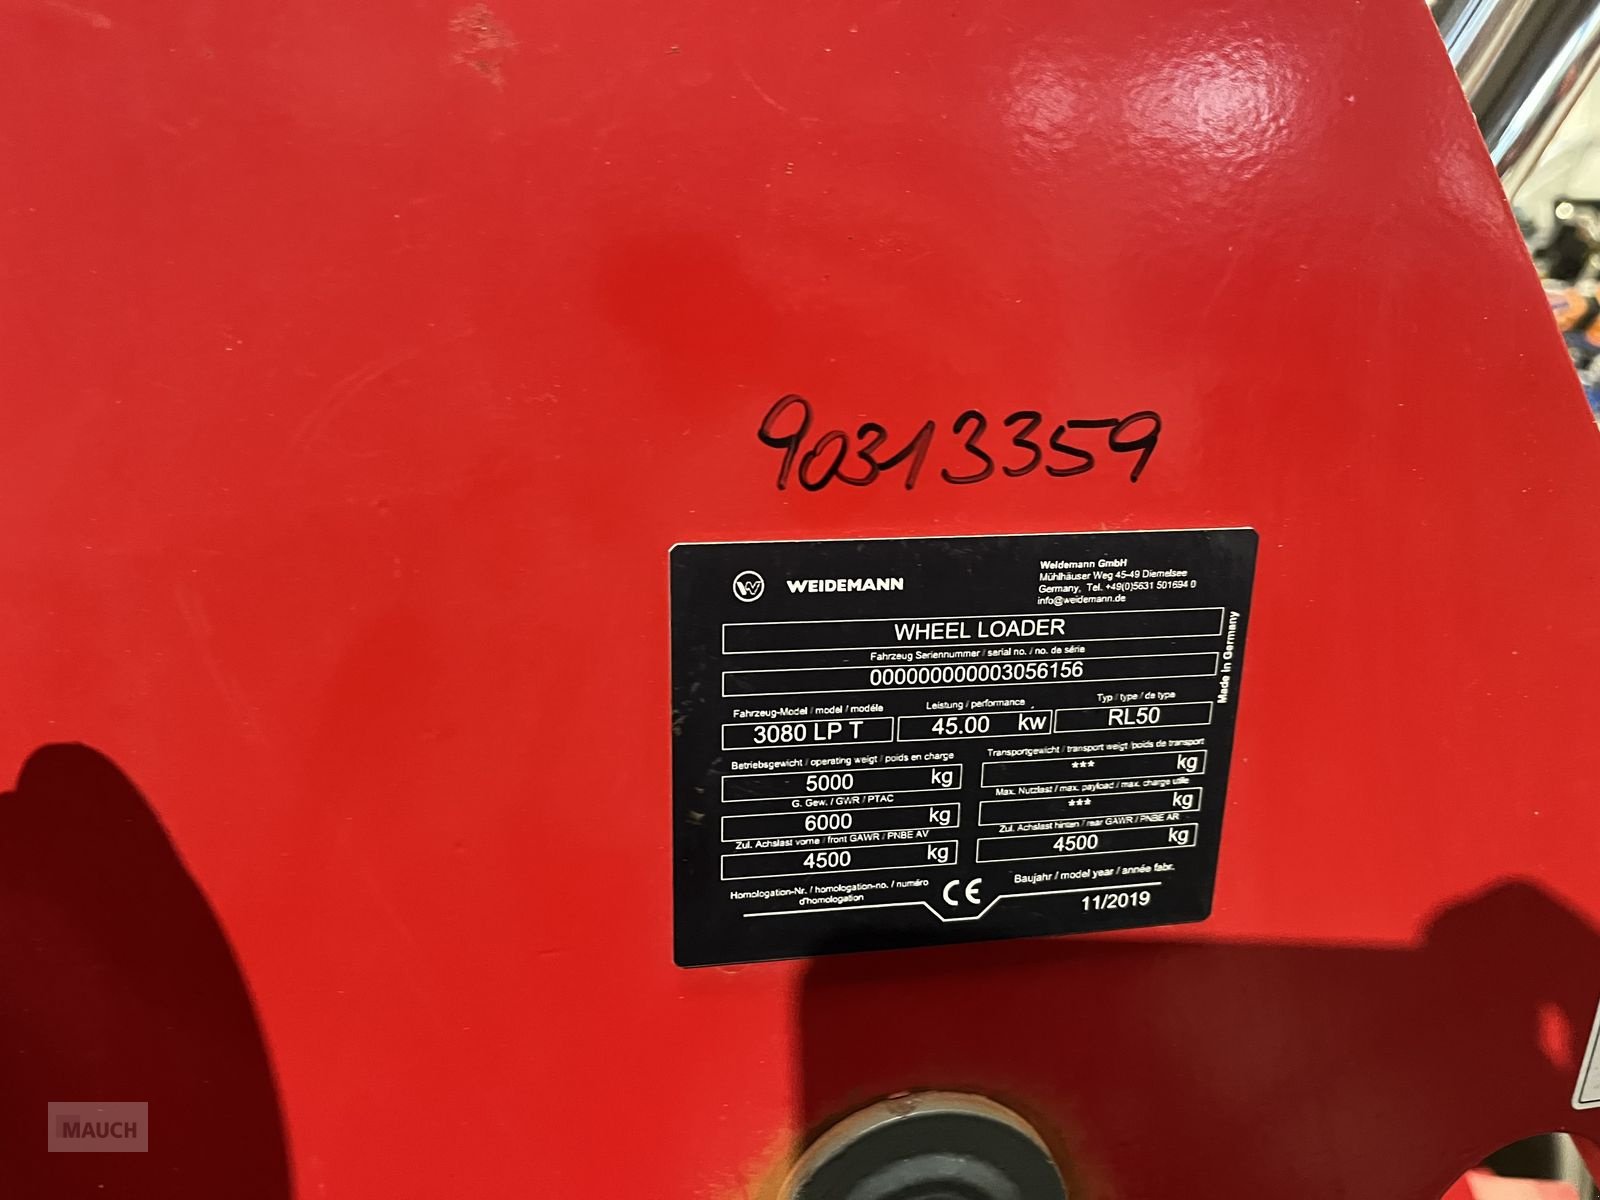 90313359
WEIDEMANN
Weidemann GmbH
Mühlhäuser Weg 45-49 Diemelsee
Germany, Tel. +49(0)5631 501694 0
info@weidemann.de
WHEEL LOADER
Fahrzeug Seriennummer / serial no. / no. de série
000000000003056156
Made in Germany
Fahrzeug-Model / model / modéle
Leistung / performance
Typ / type / de type
3080 LP T
45.00 kw
RL50
Betriebsgewicht / operating weigt / poids en charge
Transportgewicht / transport weigt /poids de transport
5000 kg
*** kg
G. Gew. / GWR / PTAC
Max. Nutzlast / max. payload / max. charge utile
6000 kg
*** kg
Zul. Achslast vorne / front GAWR / PNBE AV
Zul. Achslast hinten / rear GAWR / PNBE AR
4500 kg
4500 kg
Homologation-Nr. / homologation-no. / numéro
d'homologation
CE
Baujahr / model year / année fabr.
11/2019
MAUCH